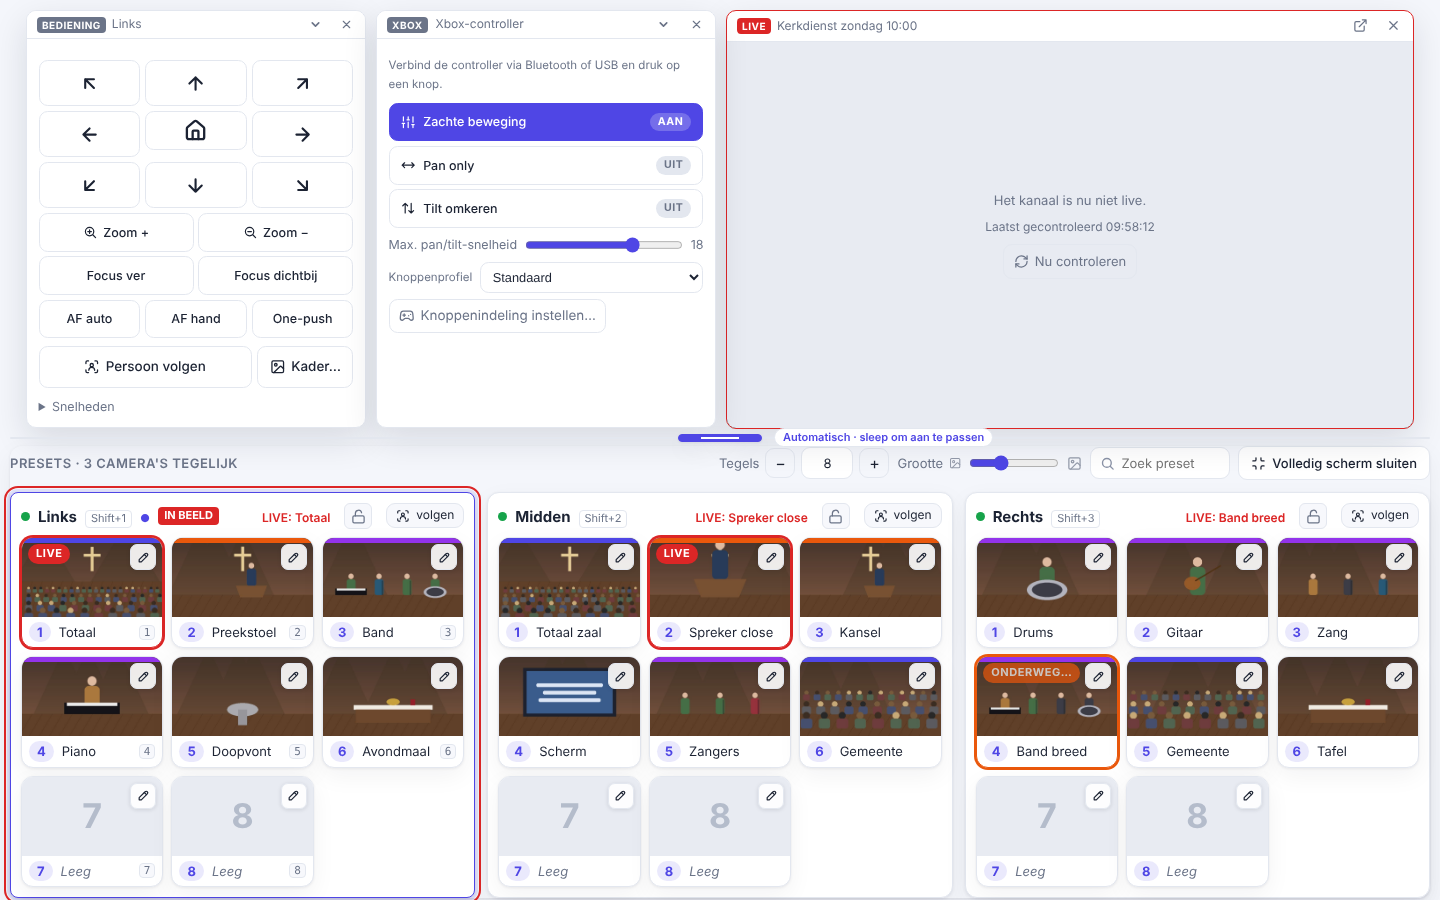 BEDIENING Links
Zoom +
Zoom −
Focus ver
Focus dichtbij
AF auto
AF hand
One-push
Persoon volgen
Kader...
Snelheden
XBOX Xbox-controller
Verbind de controller via Bluetooth of USB en druk op
een knop.
Zachte beweging AAN
Pan only UIT
Tilt omkeren UIT
Max. pan/tilt-snelheid 18
Knoppenprofiel Standaard
Knoppenindeling instellen...
LIVE Kerkdienst zondag 10:00
Het kanaal is nu niet live.
Laatst gecontroleerd 09:58:12
Nu controleren
Automatisch · sleep om aan te passen
PRESETS · 3 CAMERA'S TEGELIJK
Tegels − 8 + Grootte Zoek preset Volledig scherm sluiten
Links Shift+1 IN BEELD LIVE: Totaal volgen
LIVE
1 Totaal 1
2 Preekstoel 2
3 Band 3
4 Piano 4
5 Doopvont 5
6 Avondmaal 6
7
7 Leeg 7
8
8 Leeg 8
Midden Shift+2 LIVE: Spreker close volgen
1 Totaal zaal
LIVE
2 Spreker close
3 Kansel
4 Scherm
5 Zangers
6 Gemeente
7
7 Leeg
8
8 Leeg
Rechts Shift+3 LIVE: Band breed volgen
1 Drums
2 Gitaar
3 Zang
ONDERWEG...
4 Band breed
5 Gemeente
6 Tafel
7
7 Leeg
8
8 Leeg